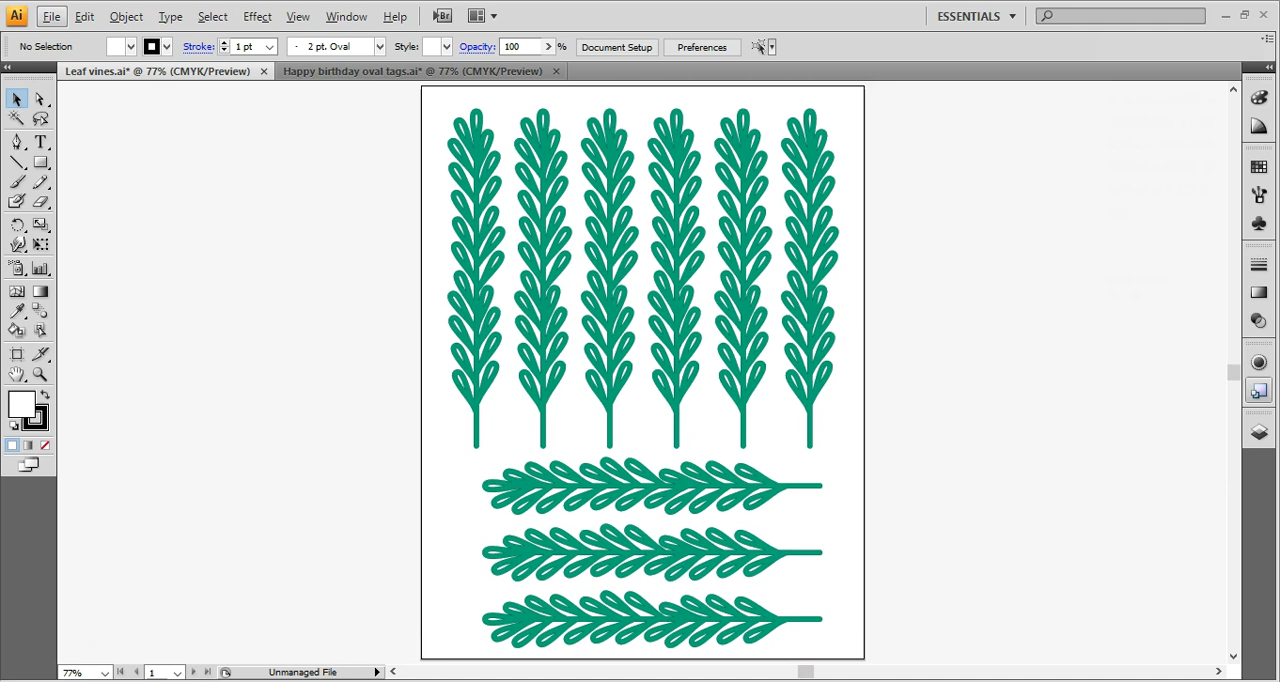 Ai File Edit Object Type Select Effect View Window Help Br ESSENTIALS
No Selection Stroke: 1 pt 2 pt. Oval Style: Opacity: 100 % Document Setup Preferences
Leaf vines.ai* @ 77% (CMYK/Preview) × Happy birthday oval tags.ai* @ 77% (CMYK/Preview) ×
T
77% 1 Unmanaged File